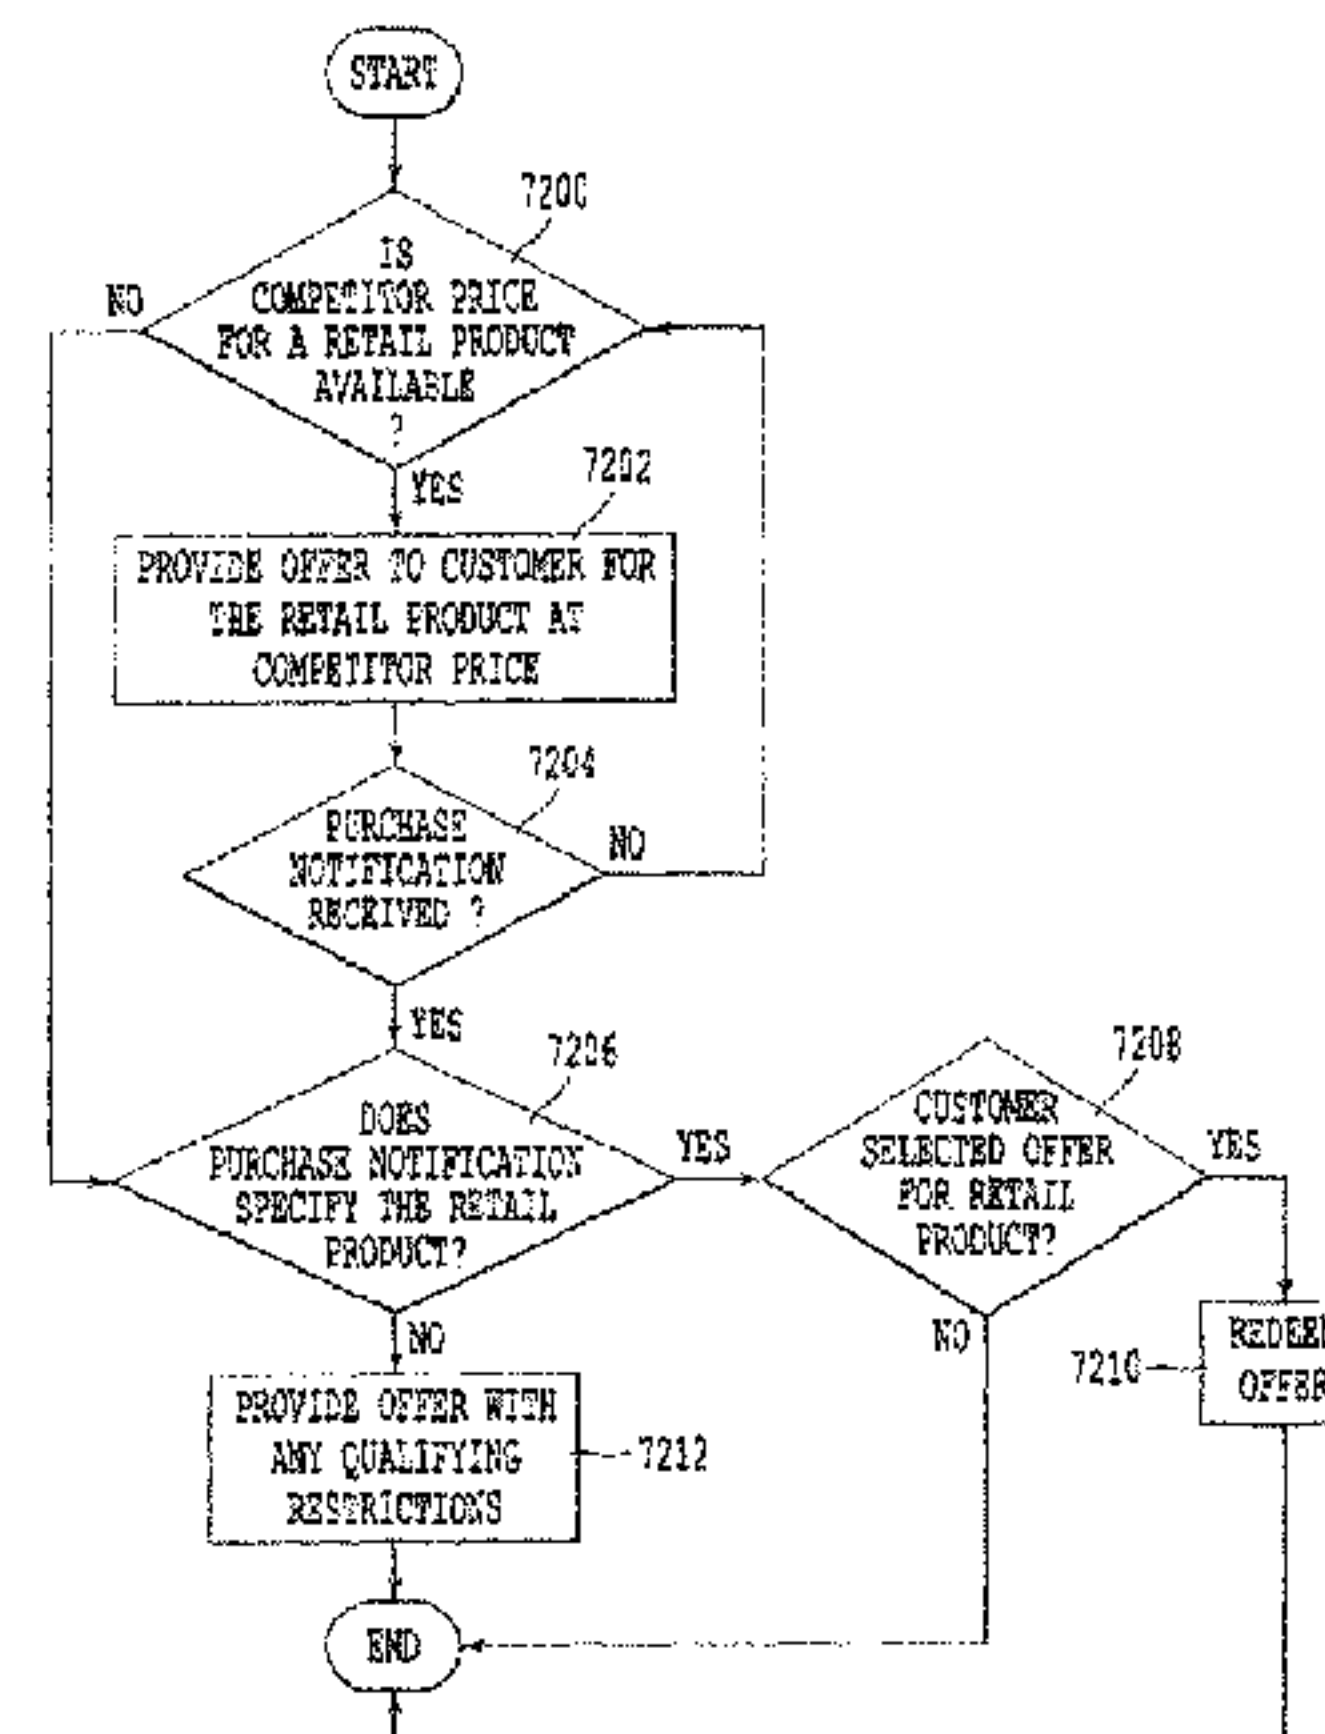 START
7200
IS
COMPETITOR PRICE
FOR A RETAIL PRODUCT
AVAILABLE
?
NO
YES
7202
PROVIDE OFFER TO CUSTOMER FOR
THE RETAIL PRODUCT AT
COMPETITOR PRICE
7204
PURCHASE
NOTIFICATION
RECEIVED ?
NO
YES
7206
DOES
PURCHASE NOTIFICATION
SPECIFY THE RETAIL
PRODUCT?
YES
7208
CUSTOMER
SELECTED OFFER
FOR RETAIL
PRODUCT?
YES
NO
NO
7210
REDEEM
OFFER
PROVIDE OFFER WITH
ANY QUALIFYING
RESTRICTIONS
7212
END